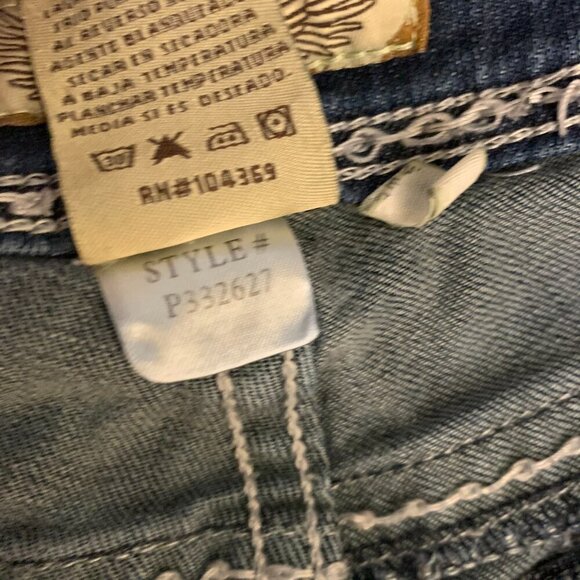 AL REVERSO
AGENTE BLANQUEA
SECAR EN SECADORA
A BAJA TEMPERATURA
PLANCHAR TEMPERATURA
MEDIA SI ES DESEADO.
30
RN#104369
STYLE #
P332627